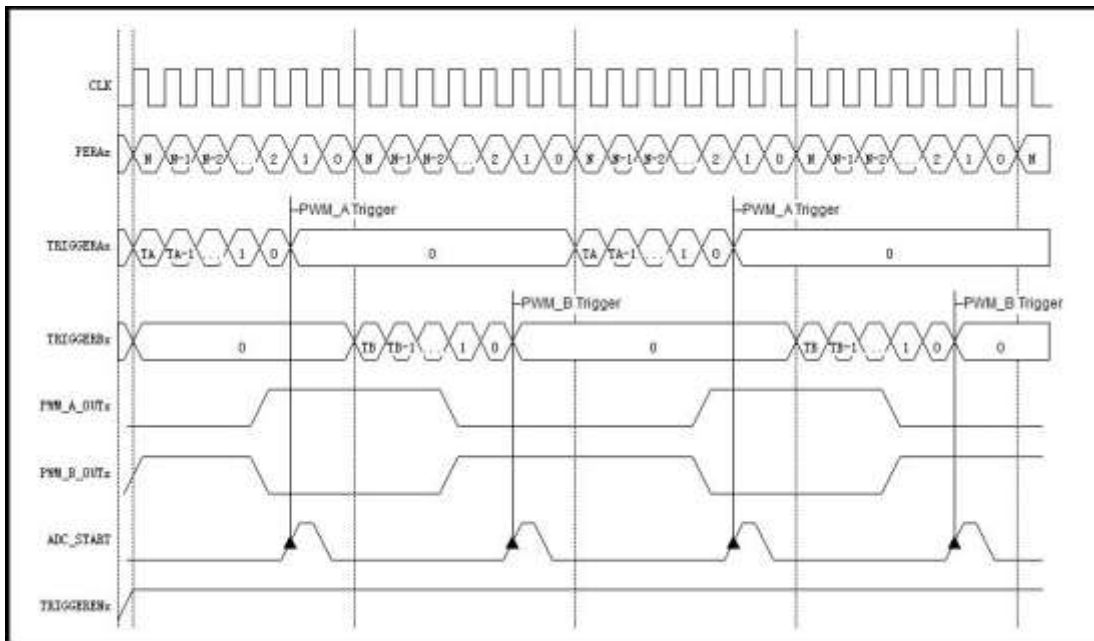 CLK
PERAx N N-1 N-2 ... 2 1 0 N N-1 N-2 ... 2 1 0 N N-1 N-2 ... 2 1 0 N N-1 N-2 ... 2 1 0 N
PWM_A Trigger PWM_A Trigger
TRIGGERAx TA TA-1 ... 1 0 0 TA TA-1 ... 1 0 0
PWM_B Trigger PWM_B Trigger
TRIGGERBx 0 TB TB-1 ... 1 0 0 TB TB-1 ... 1 0 0
PWM_A_OUTx
PWM_B_OUTx
ADC_START
TRIGGERENx